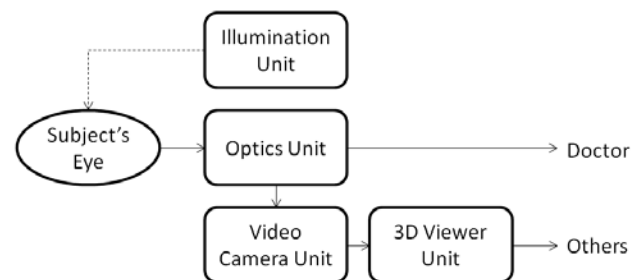 Illumination
Unit
Subject's
Eye
Optics Unit
Doctor
Video
Camera Unit
3D Viewer
Unit
Others